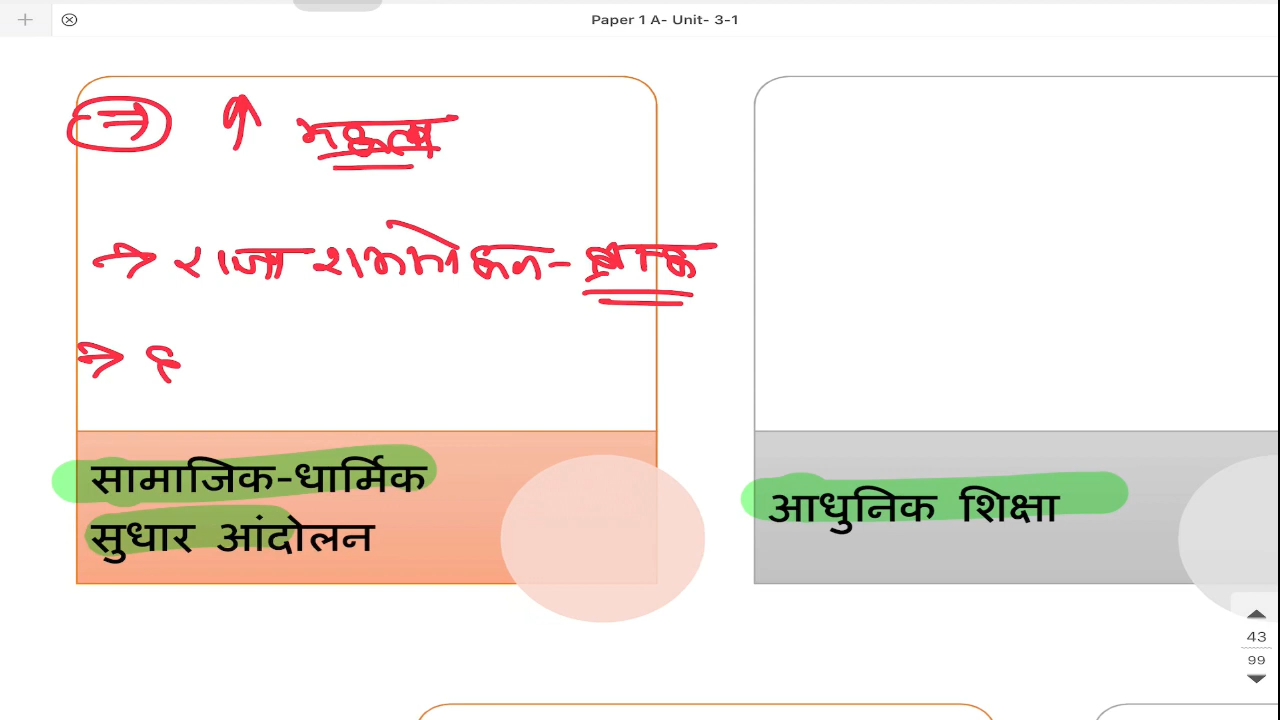 Paper 1 A- Unit- 3-1
⇒ ↑ महत्व
→ राजा राममोहन -
⇒
सामाजिक-धार्मिक
सुधार आंदोलन
आधुनिक शिक्षा
43
99